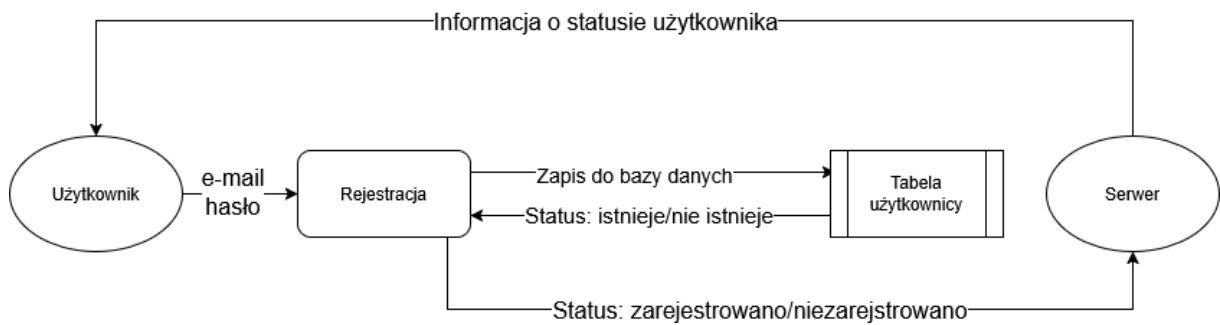 Informacja o statusie użytkownika
Użytkownik
e-mail
hasło
Rejestracja
Zapis do bazy danych
Status: istnieje/nie istnieje
Tabela
użytkownicy
Serwer
Status: zarejestrowano/niezarejstrowano